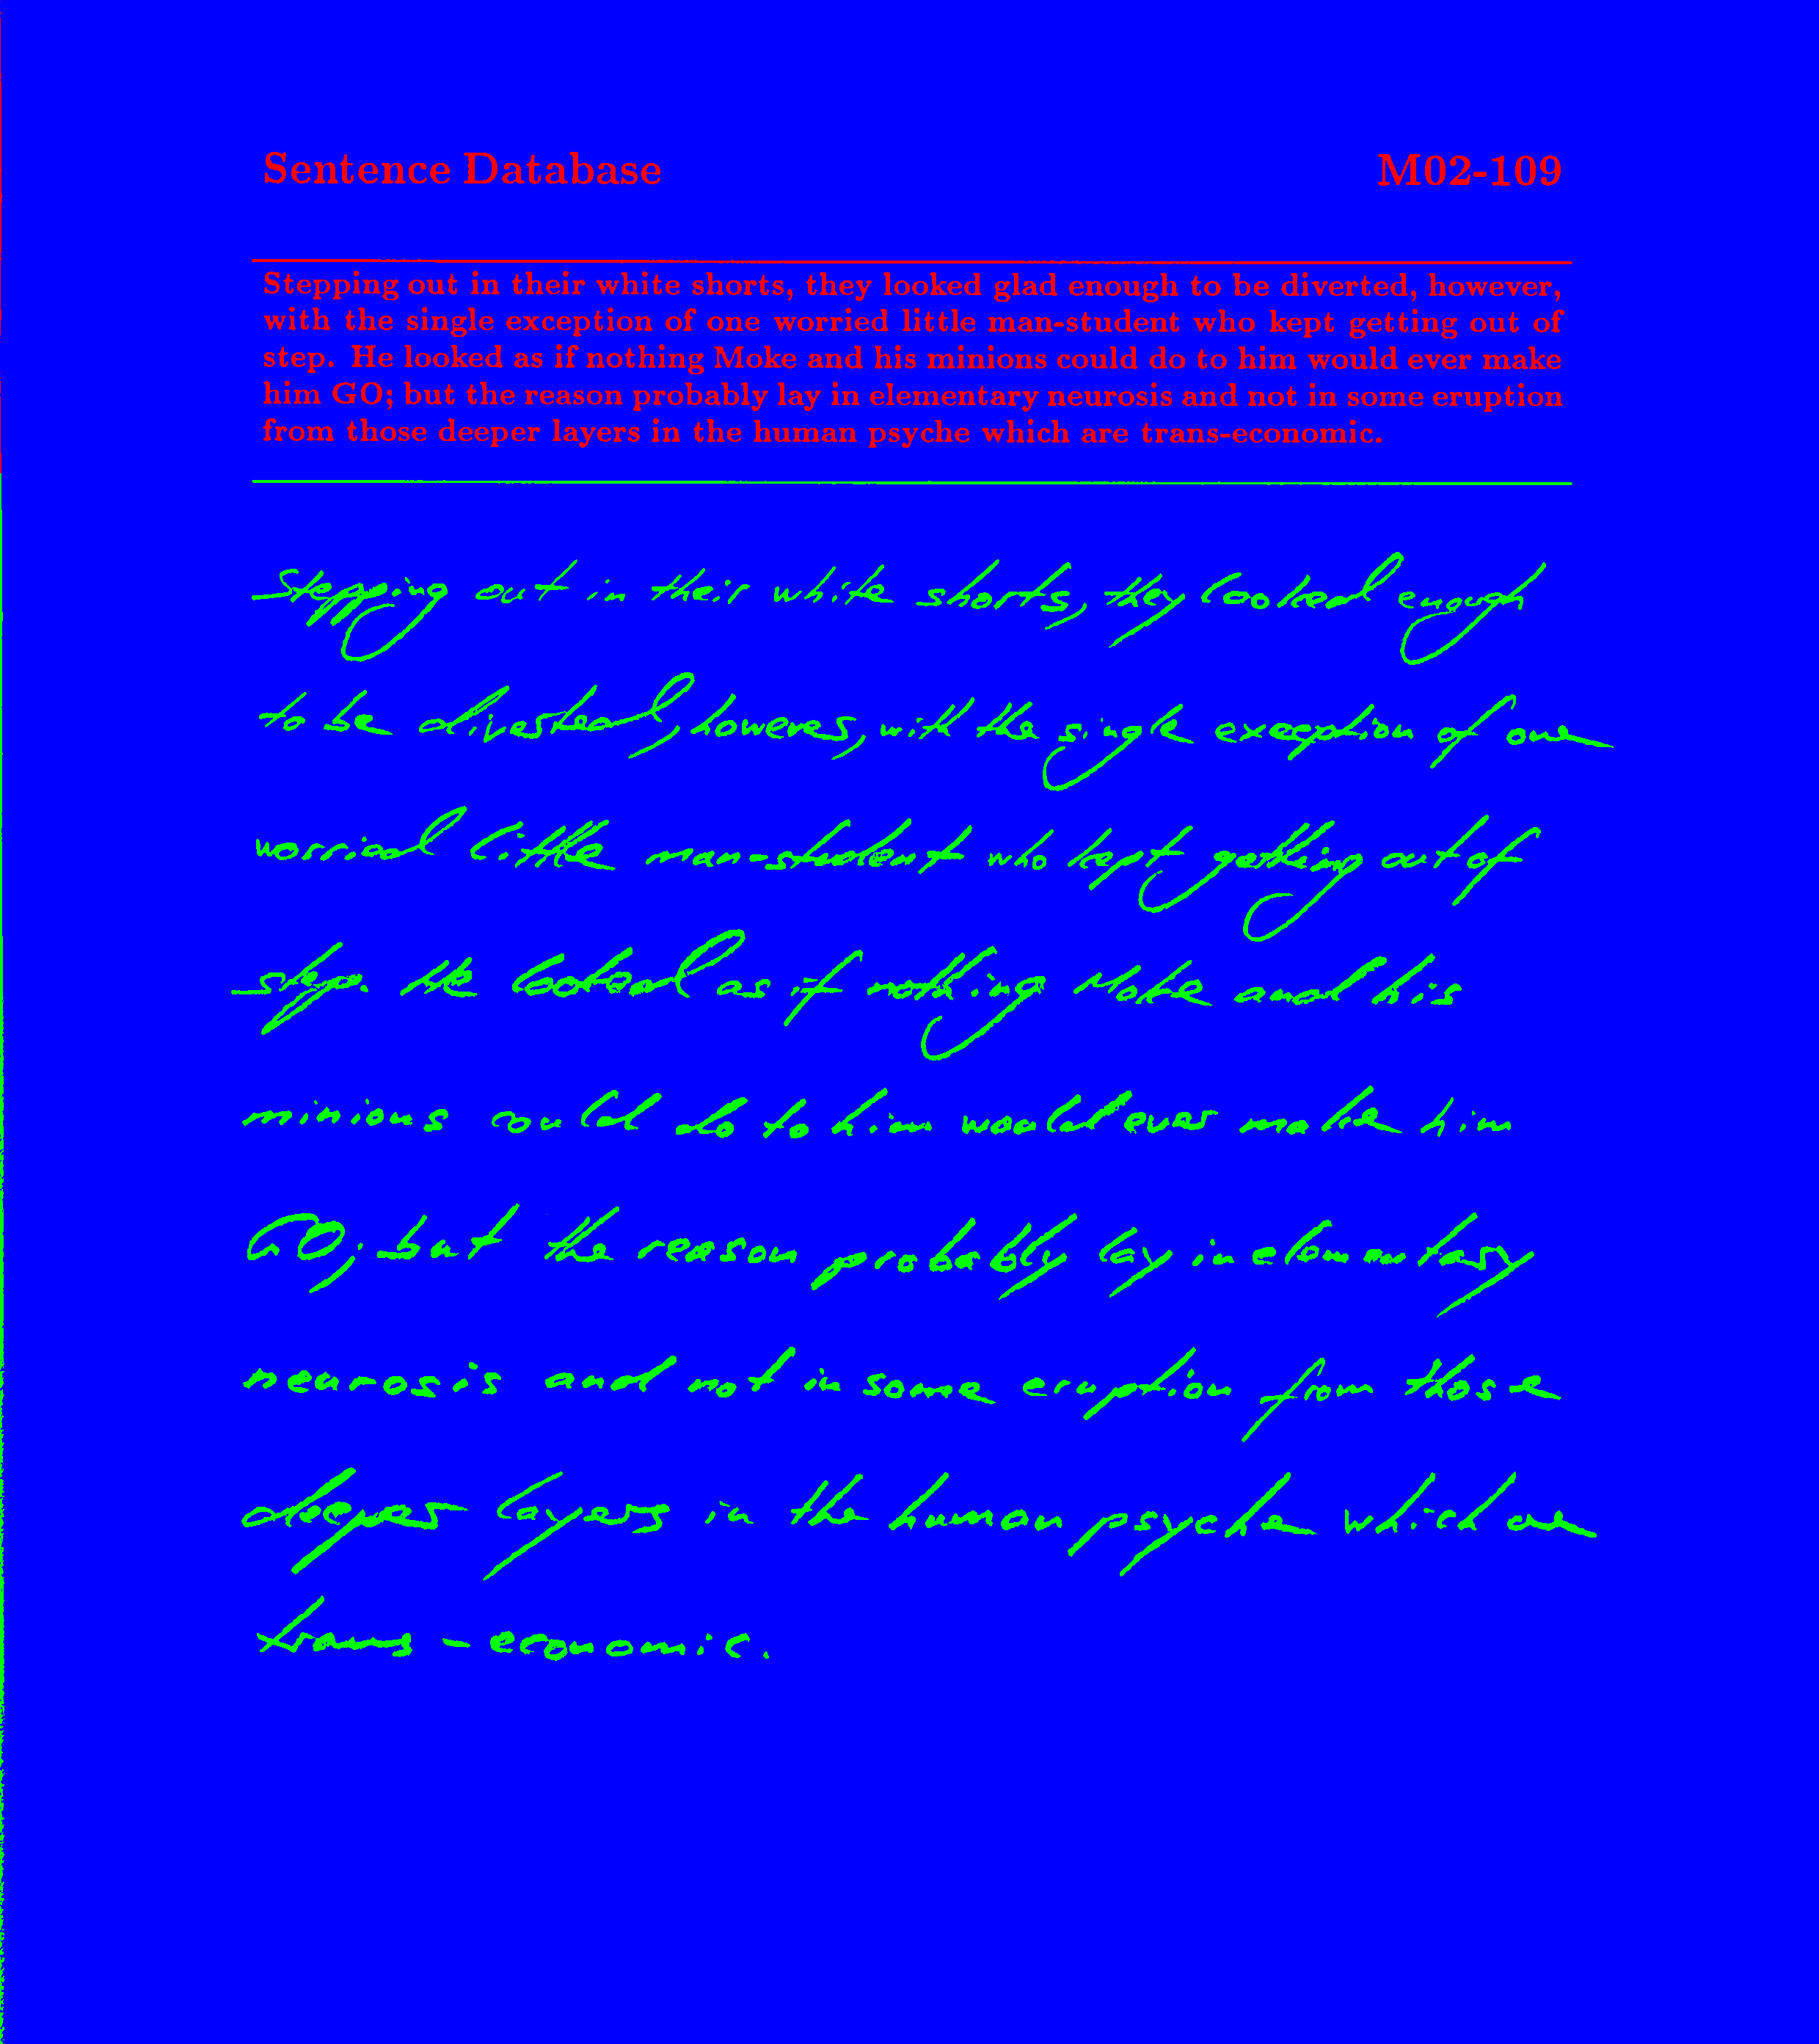 Sentence Database M02-109
Stepping out in their white shorts, they looked glad enough to be diverted, however,
with the single exception of one worried little man-student who kept getting out of
step. He looked as if nothing Moke and his minions could do to him would ever make
him GO; but the reason probably lay in elementary neurosis and not in some eruption
from those deeper layers in the human psyche which are trans-economic.
Stepping out in their white shorts, they looked enough
to be diverted, however, with the single exception of one
worried little man-student who kept getting out of
step. He looked as if nothing Moke and his
minions could do to him would ever make him
GO; but the reason probably lay in elementary
neurosis and not in some eruption from those
deeper layers in the human psyche which are
trans-economic.